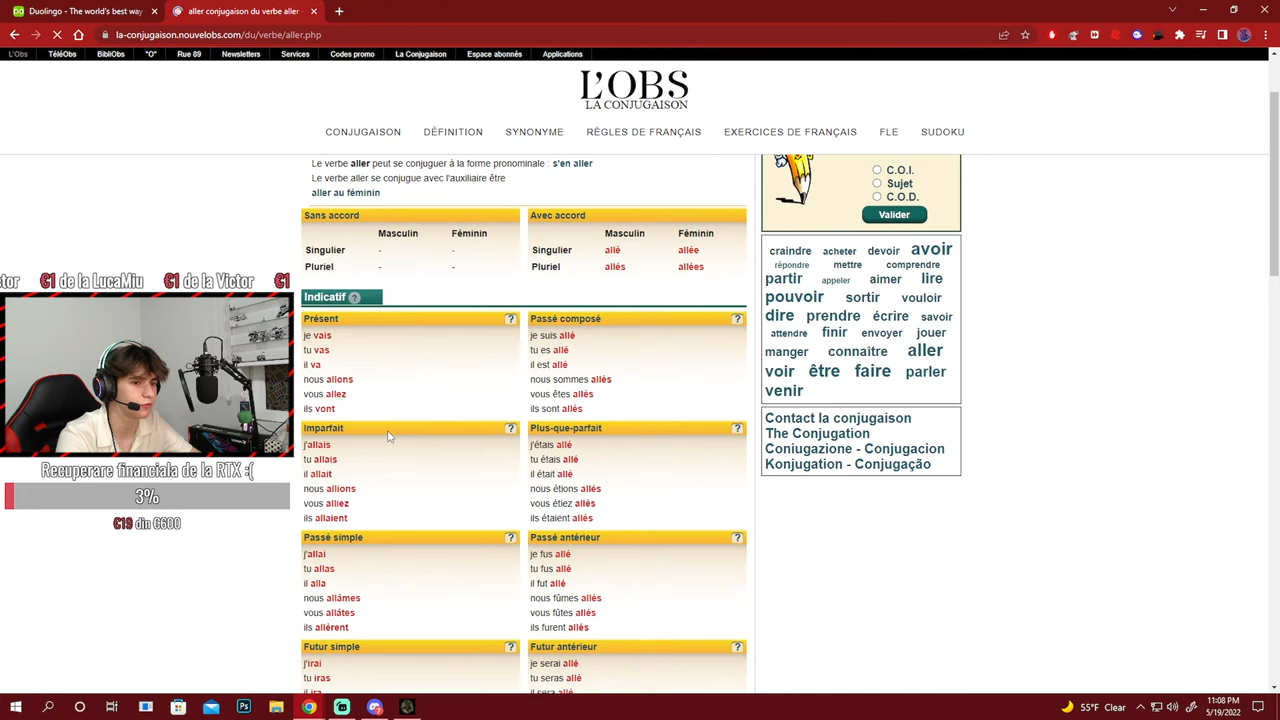 Duolingo - The world's best way
aller conjugaison du verbe aller -
la-conjugaison.nouvelobs.com/du/verbe/aller.php
L'Obs TéléObs BibliObs "O" Rue 89 Newsletters Services Codes promo La Conjugaison Espace abonnés Applications
L'OBS
LA CONJUGAISON
CONJUGAISON DÉFINITION SYNONYME RÈGLES DE FRANÇAIS EXERCICES DE FRANÇAIS FLE SUDOKU
Le verbe aller peut se conjuguer à la forme pronominale : s'en aller
Le verbe aller se conjugue avec l'auxiliaire être
aller au féminin
Sans accord
Masculin Féminin
Singulier - -
Pluriel - -
Avec accord
Masculin Féminin
Singulier allé allée
Pluriel allés allées
Indicatif ?
Présent ?
je vais
tu vas
il va
nous allons
vous allez
ils vont
Passé composé ?
je suis allé
tu es allé
il est allé
nous sommes allés
vous êtes allés
ils sont allés
Imparfait ?
j'allais
tu allais
il allait
nous allions
vous alliez
ils allaient
Plus-que-parfait ?
j'étais allé
tu étais allé
il était allé
nous étions allés
vous étiez allés
ils étaient allés
Passé simple ?
j'allai
tu allas
il alla
nous allâmes
vous allâtes
ils allèrent
Passé antérieur ?
je fus allé
tu fus allé
il fut allé
nous fûmes allés
vous fûtes allés
ils furent allés
Futur simple ?
j'irai
tu iras
il ira
Futur antérieur ?
je serai allé
tu seras allé
il sera allé
C.O.I.
Sujet
C.O.D.
Valider
craindre acheter devoir avoir
répondre mettre comprendre
partir appeler aimer lire
pouvoir sortir vouloir
dire prendre écrire savoir
attendre finir envoyer jouer
manger connaître aller
voir être faire parler
venir
Contact la conjugaison
The Conjugation
Coniugazione - Conjugacion
Konjugation - Conjugação
tor €1 de la LucaMiu €1 de la Victor €1
Recuperare financiala de la RTX :(
3%
€19 din €600
55°F Clear
11:08 PM
5/19/2022